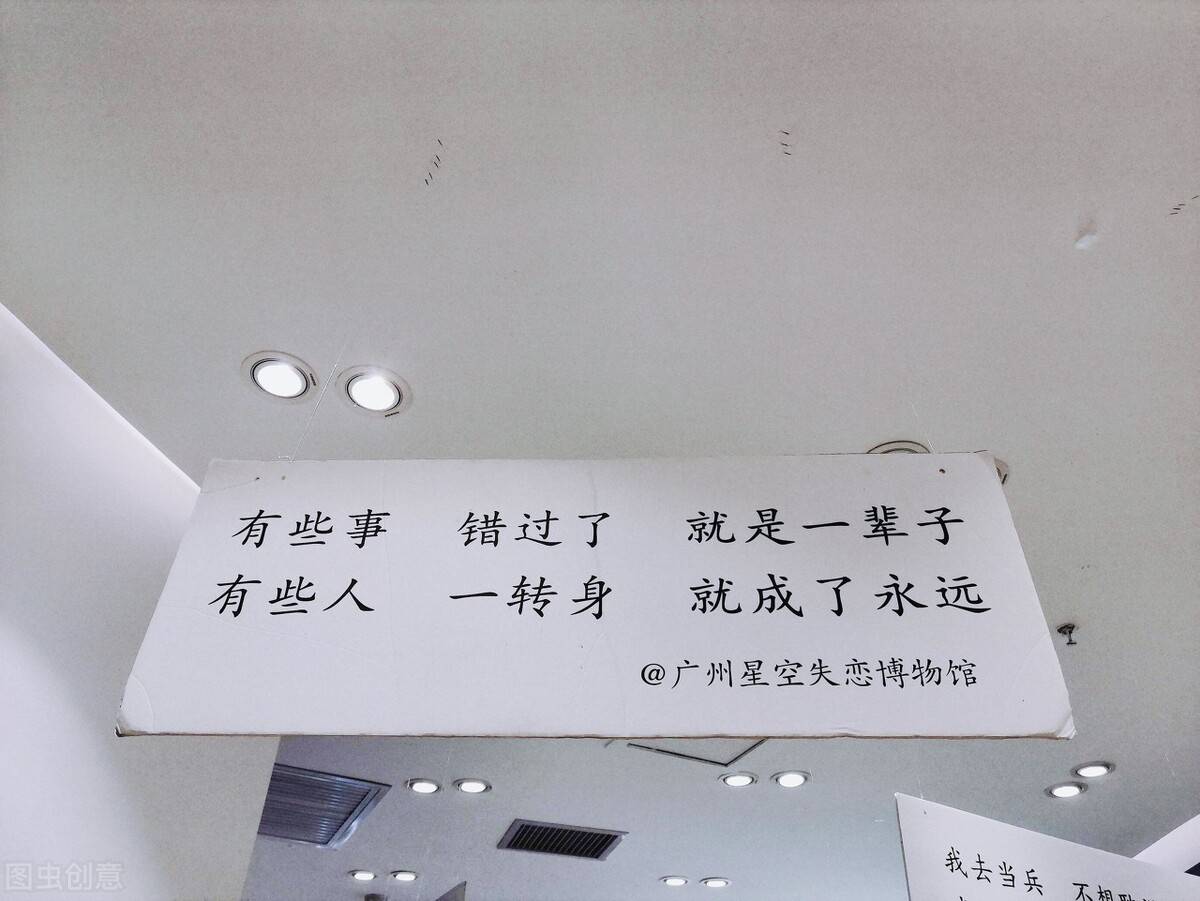 有些事 错过了 就是一辈子
有些人 一转身 就成了永远
@广州星空失恋博物馆
我去当兵 不想
图虫创意